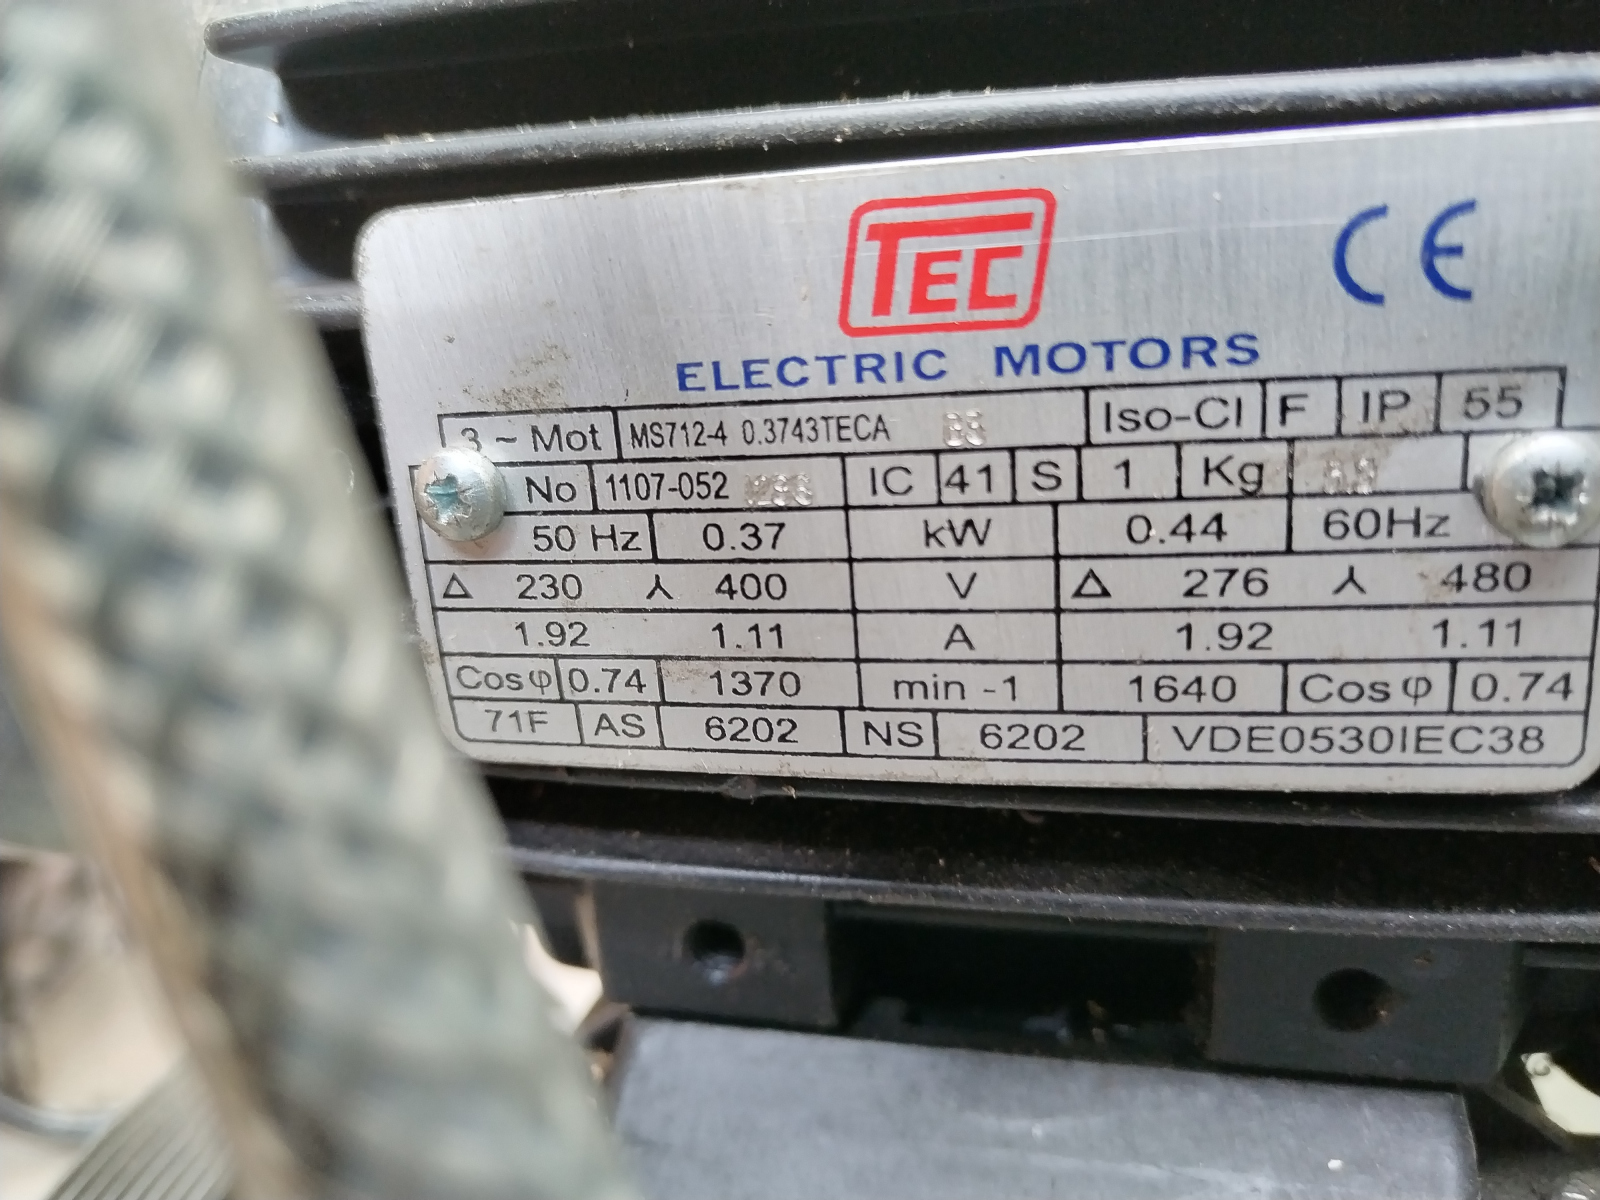 TEC
CE
ELECTRIC MOTORS
3 ~ Mot MS712-4 0.3743TECA Iso-Cl F IP 55
No 1107-052 IC 41 S 1 Kg
50 Hz 0.37 kW 0.44 60Hz
Δ 230 ⅄ 400 V Δ 276 ⅄ 480
1.92 1.11 A 1.92 1.11
Cosφ 0.74 1370 min -1 1640 Cosφ 0.74
71F AS 6202 NS 6202 VDE0530IEC38